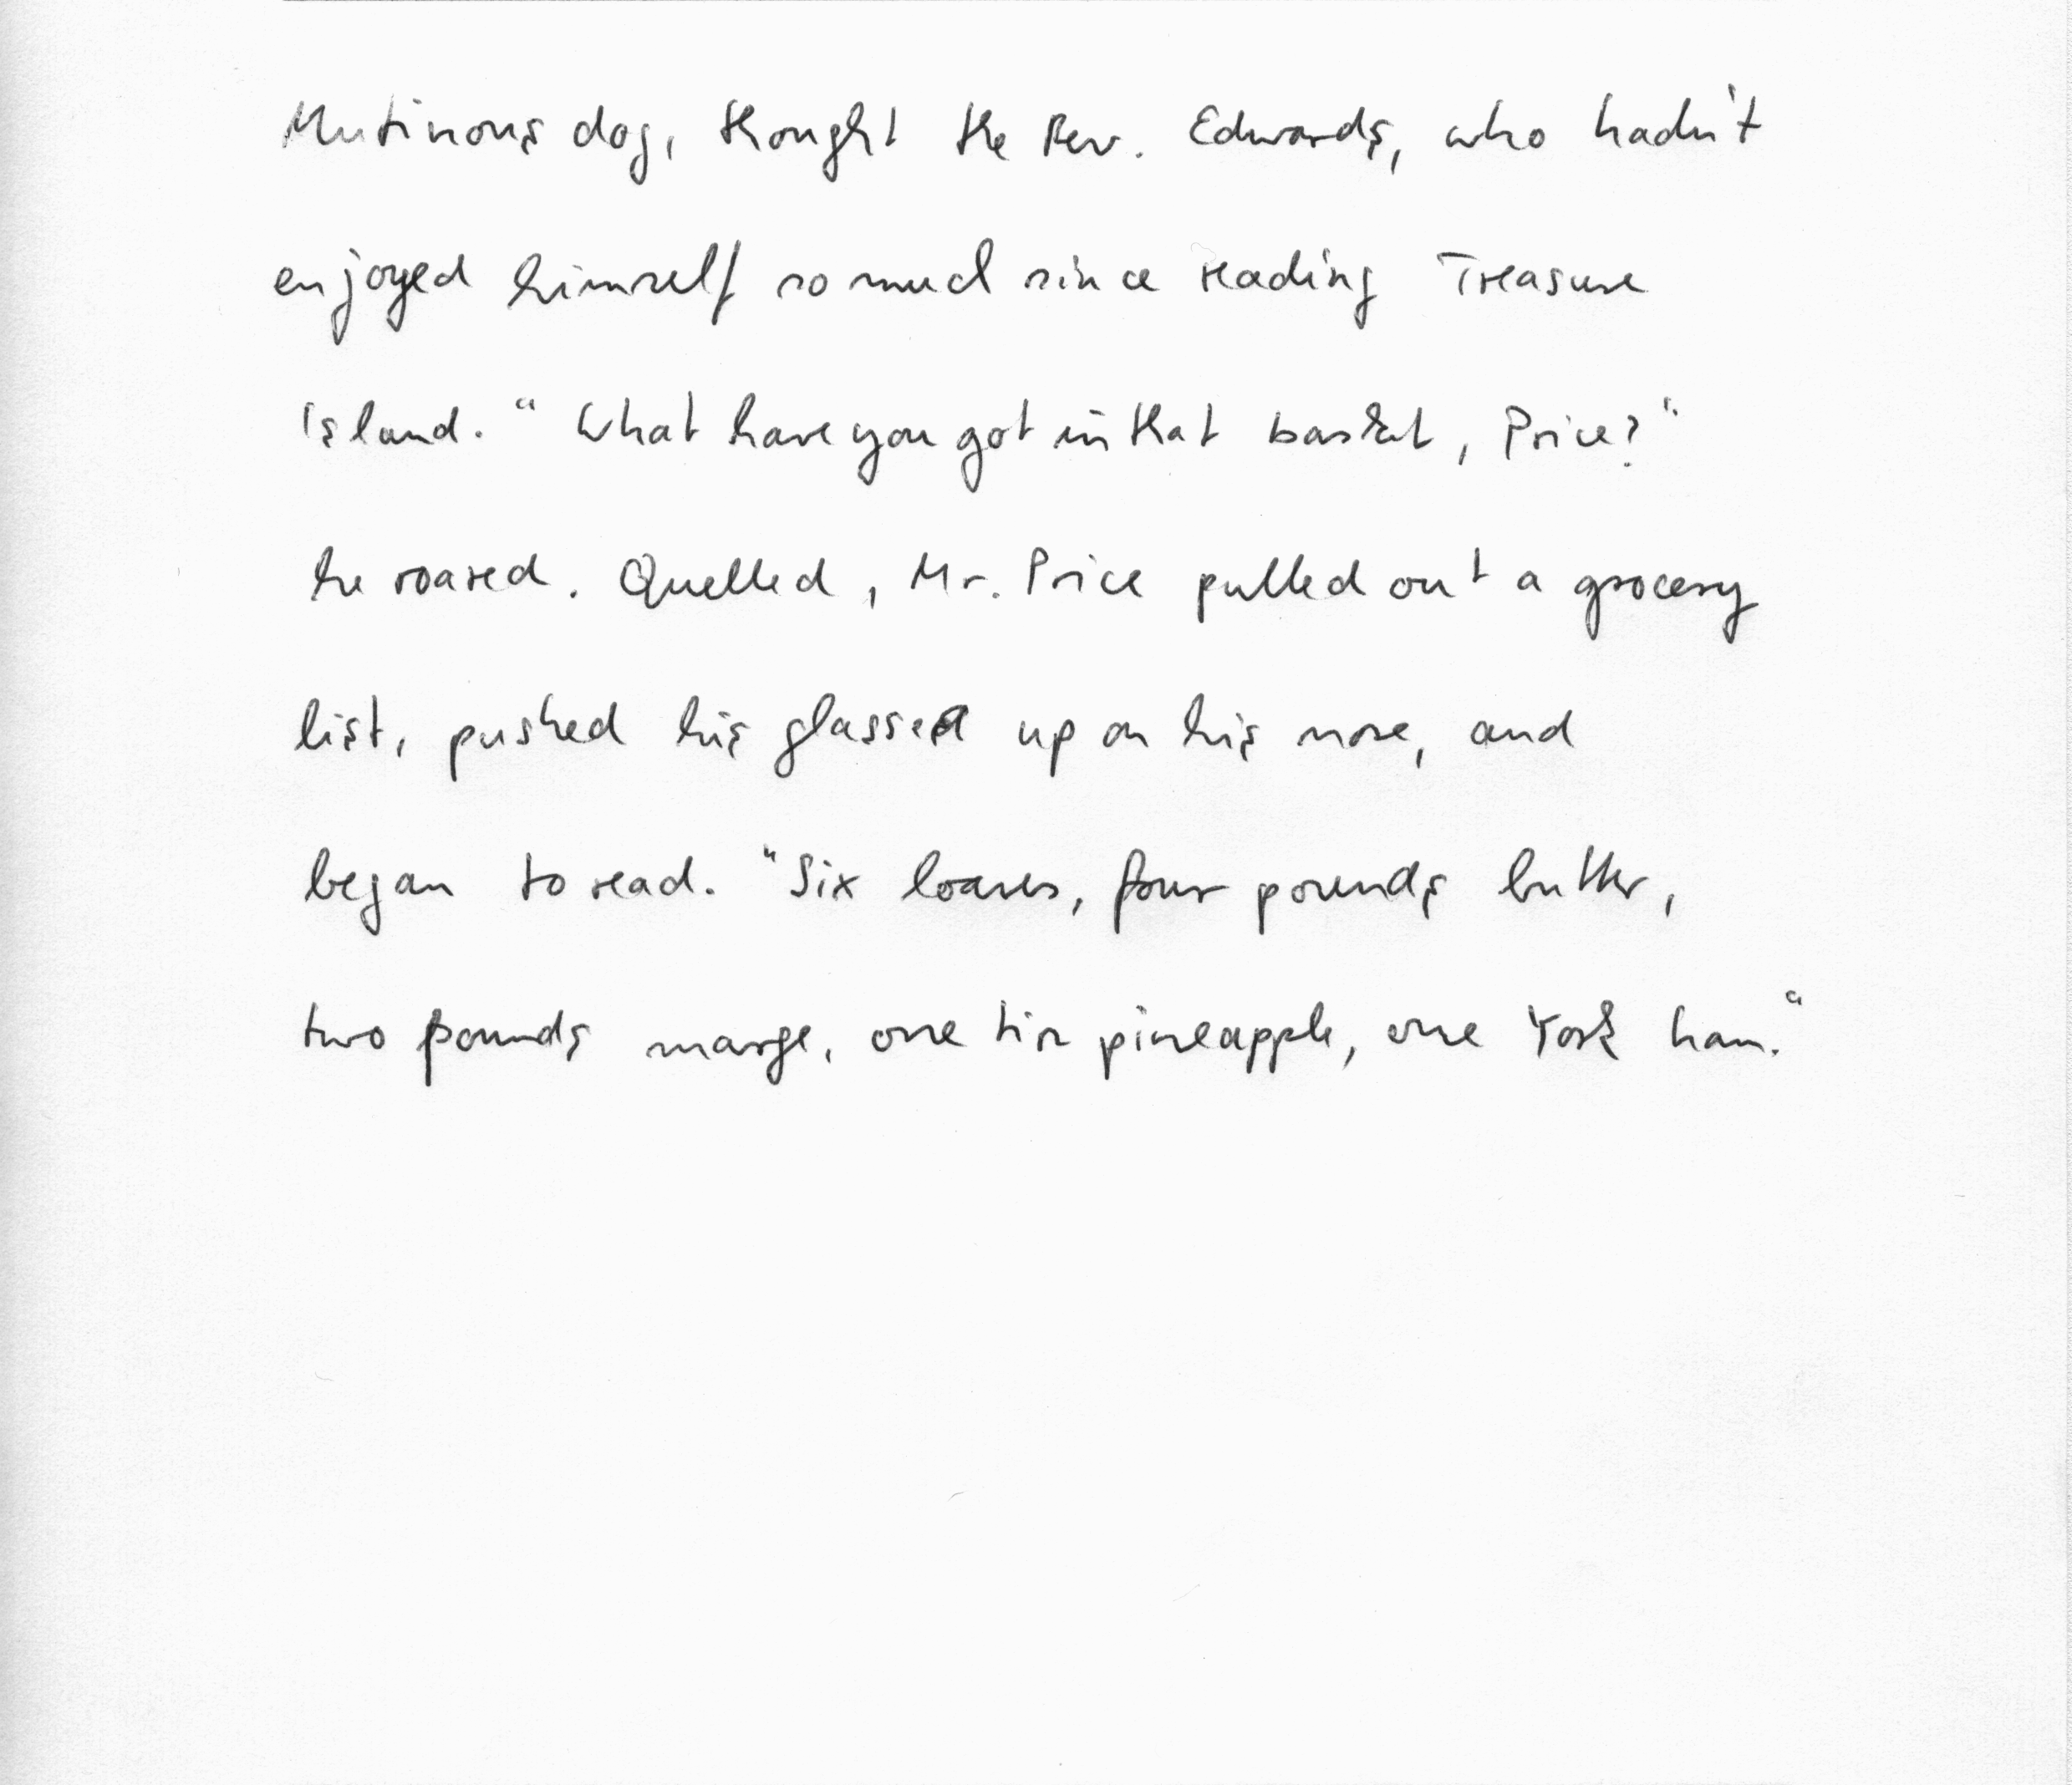 Mutinous dog, thought the Rev. Edwards, who hadn't
enjoyed himself so much since reading Treasure
Island. "What have you got in that basket, Price?"
he roared. Quelled, Mr. Price pulled out a grocery
list, pushed his glasses up on his nose, and
began to read. "Six loaves, four pounds butter,
two pounds marge, one tin pineapple, one York ham."